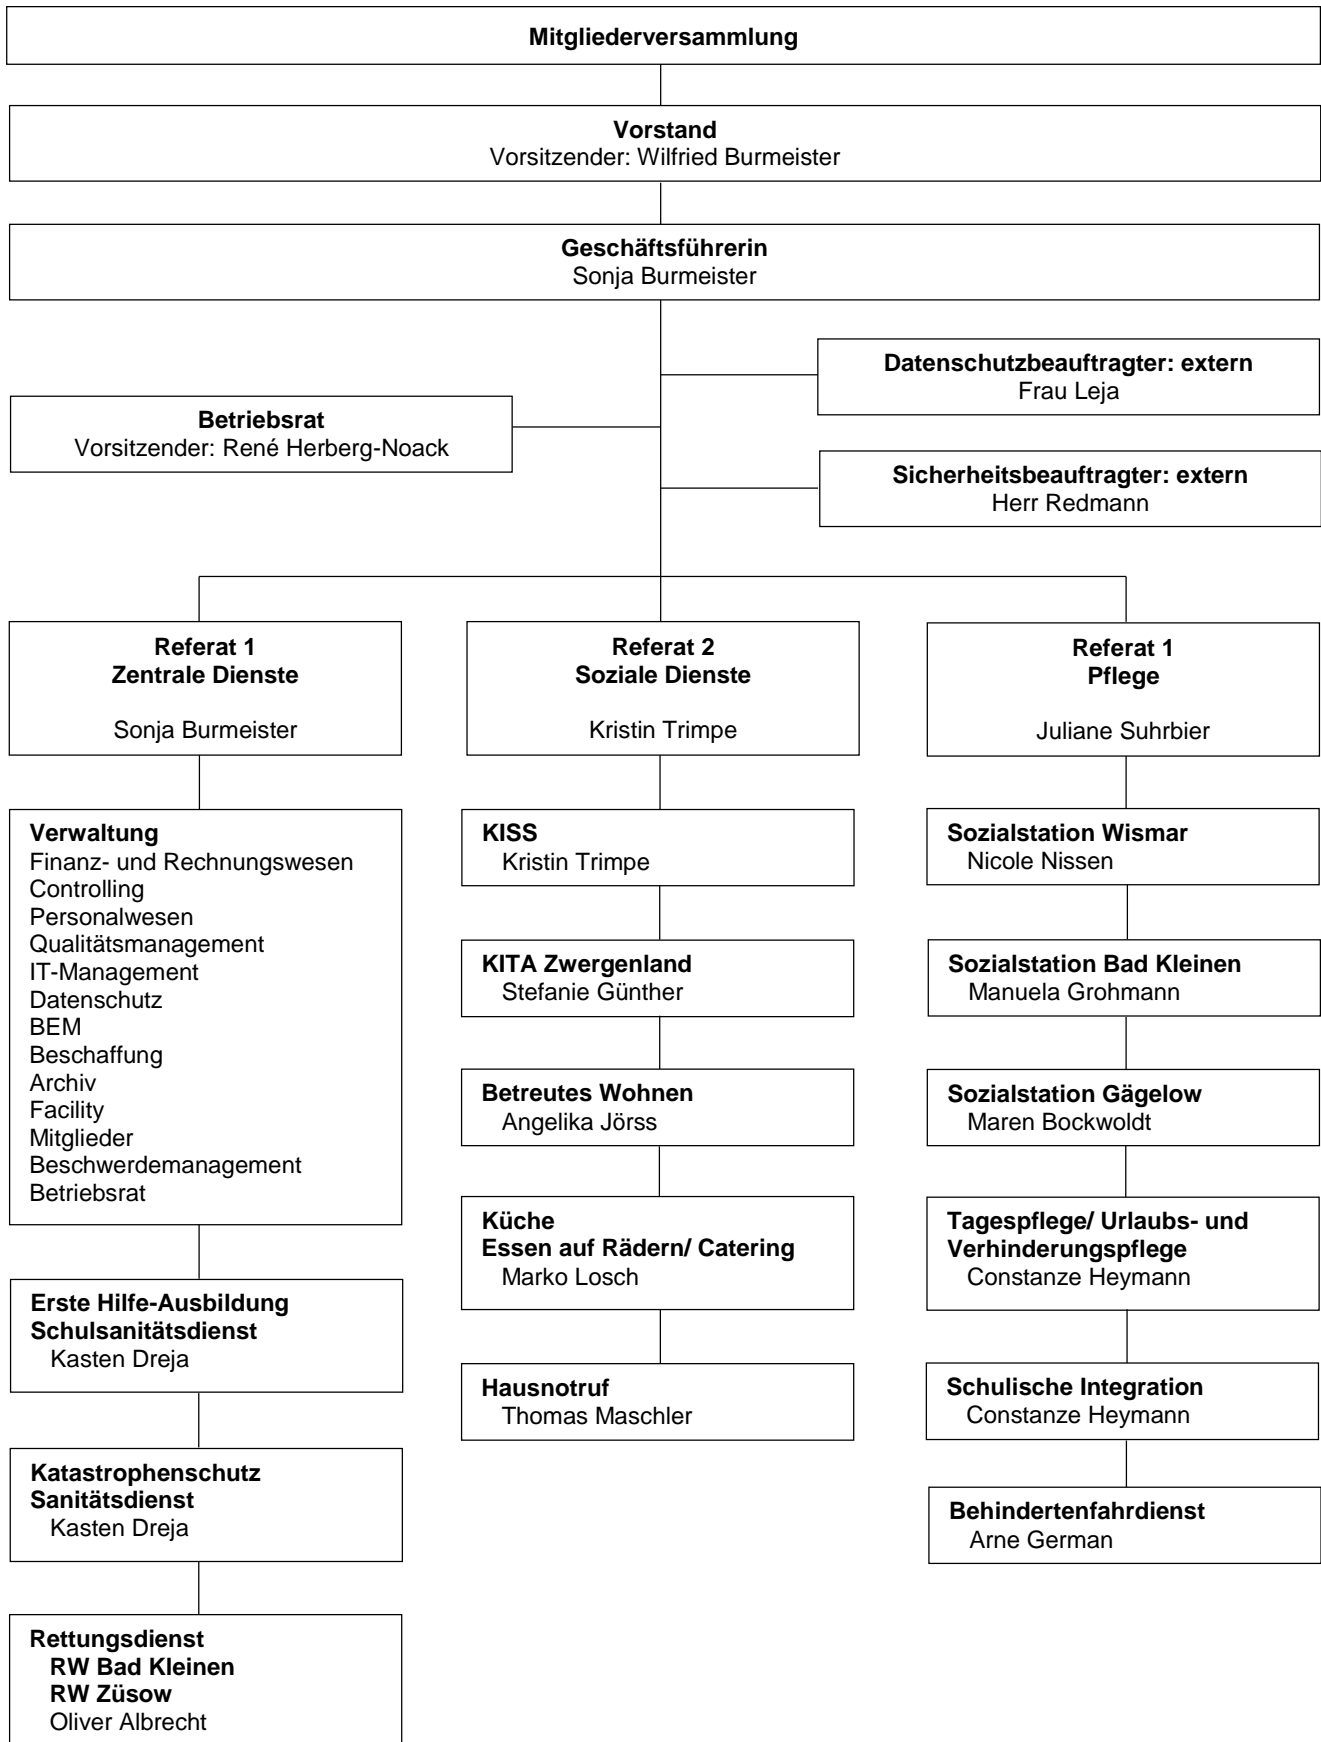 Mitgliederversammlung
Vorstand
Vorsitzender: Wilfried Burmeister
Geschäftsführerin
Sonja Burmeister
Datenschutzbeauftragter: extern
Frau Leja
Betriebsrat
Vorsitzender: René Herberg-Noack
Sicherheitsbeauftragter: extern
Herr Redmann
Referat 1
Zentrale Dienste
Sonja Burmeister
Verwaltung
Finanz- und Rechnungswesen
Controlling
Personalwesen
Qualitätsmanagement
IT-Management
Datenschutz
BEM
Beschaffung
Archiv
Facility
Mitglieder
Beschwerdemanagement
Betriebsrat
Erste Hilfe-Ausbildung
Schulsanitätsdienst
Kasten Dreja
Katastrophenschutz
Sanitätsdienst
Kasten Dreja
Rettungsdienst
RW Bad Kleinen
RW Züsow
Oliver Albrecht
Referat 2
Soziale Dienste
Kristin Trimpe
KISS
Kristin Trimpe
KITA Zwergenland
Stefanie Günther
Betreutes Wohnen
Angelika Jörss
Küche
Essen auf Rädern/ Catering
Marko Losch
Hausnotruf
Thomas Maschler
Referat 1
Pflege
Juliane Suhrbier
Sozialstation Wismar
Nicole Nissen
Sozialstation Bad Kleinen
Manuela Grohmann
Sozialstation Gägelow
Maren Bockwoldt
Tagespflege/ Urlaubs- und
Verhinderungspflege
Constanze Heymann
Schulische Integration
Constanze Heymann
Behindertenfahrdienst
Arne German